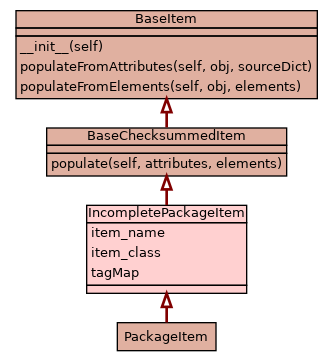 BaseItem
__init__(self)
populateFromAttributes(self, obj, sourceDict)
populateFromElements(self, obj, elements)
BaseChecksummedItem
populate(self, attributes, elements)
IncompletePackageItem
item_name
item_class
tagMap
PackageItem